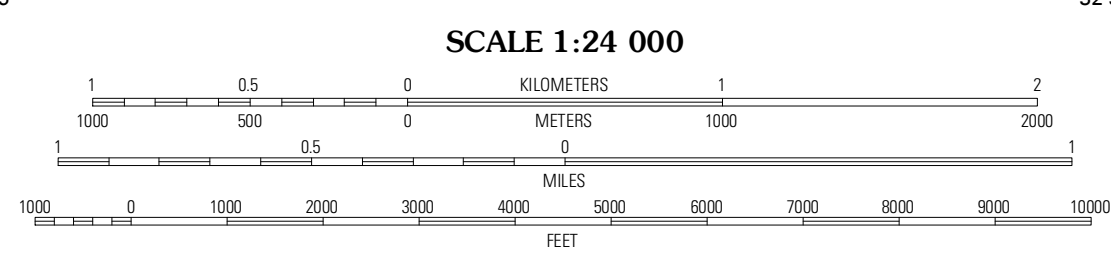 SCALE 1:24 000
1 0.5 0 KILOMETERS 1 2
1000 500 0 METERS 1000 2000
1 0.5 0 1
MILES
1000 0 1000 2000 3000 4000 5000 6000 7000 8000 9000 10000
FEET